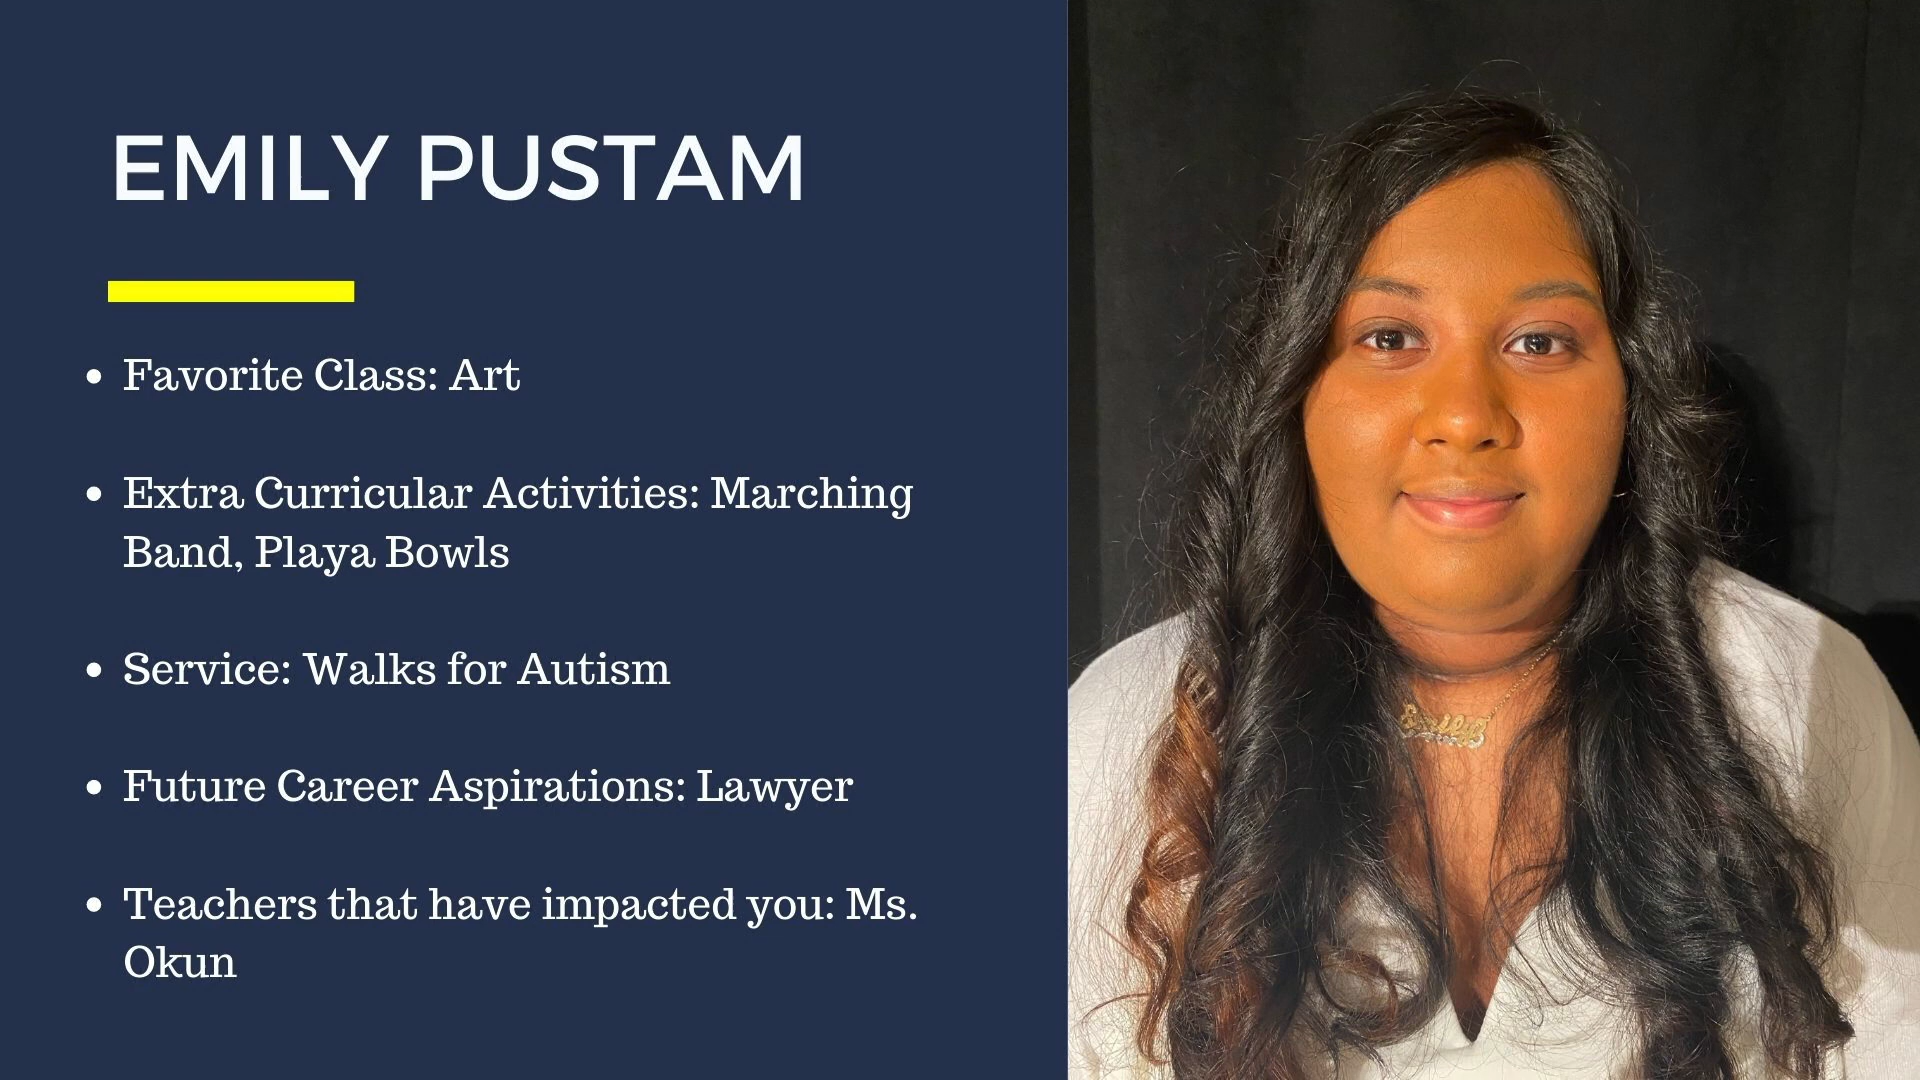 EMILY PUSTAM
Favorite Class: Art
Extra Curricular Activities: Marching
Band, Playa Bowls
Service: Walks for Autism
Future Career Aspirations: Lawyer
Teachers that have impacted you: Ms.
Okun
Emily